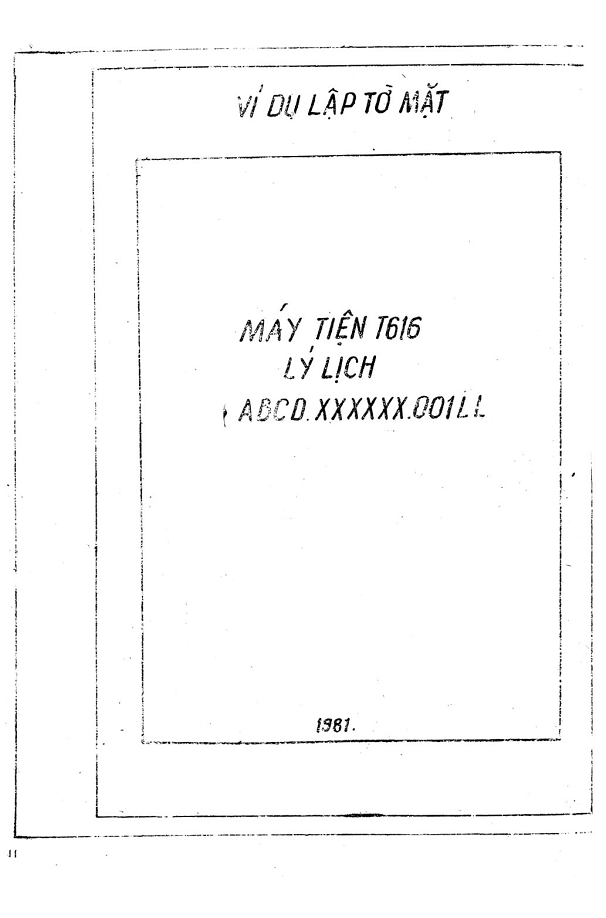 VÍ DỤ LẬP TỜ MẶT
MÁY TIỆN T616
LÝ LỊCH
ABCD.XXXXXX.001LL
1981.
11